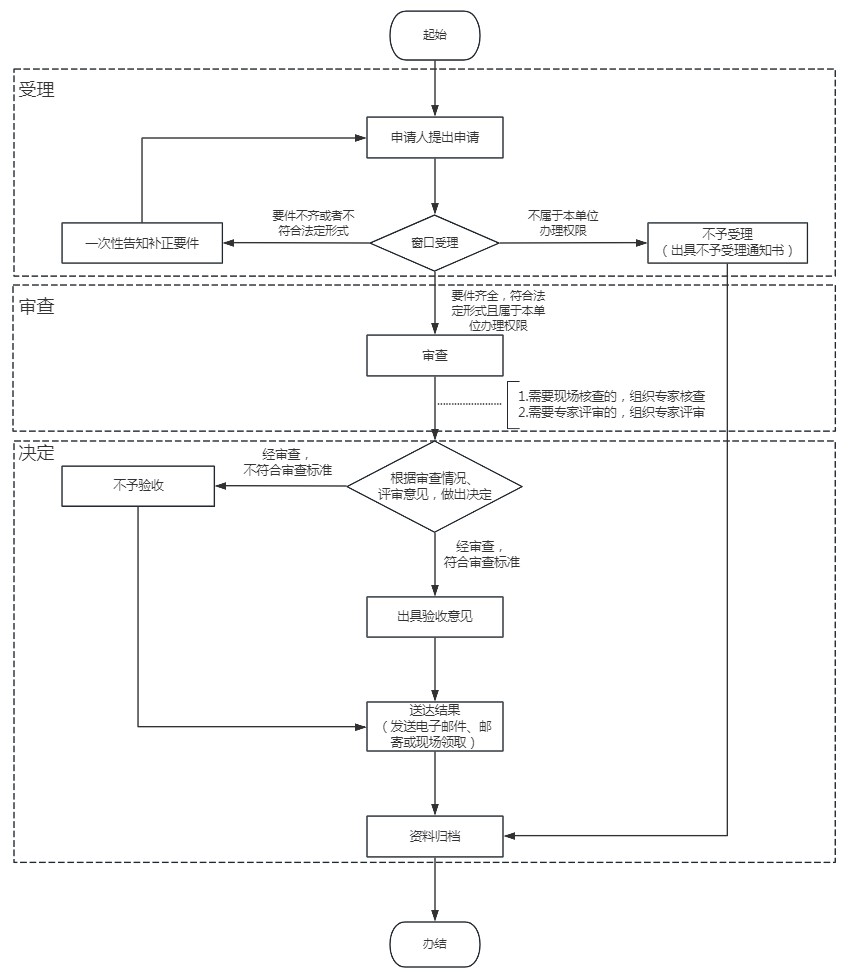 起始
受理
申请人提出申请
要件不齐或者不
符合法定形式
不属于本单位
办理权限
一次性告知补正要件
窗口受理
不予受理
（出具不予受理通知书）
审查
要件齐全，符合法
定形式且属于本单
位办理权限
审查
1.需要现场核查的，组织专家核查
2.需要专家评审的，组织专家评审
决定
经审查，
不符合审查标准
不予验收
根据审查情况、
评审意见，做出决定
经审查，
符合审查标准
出具验收意见
送达结果
（发送电子邮件、邮
寄或现场领取）
资料归档
办结